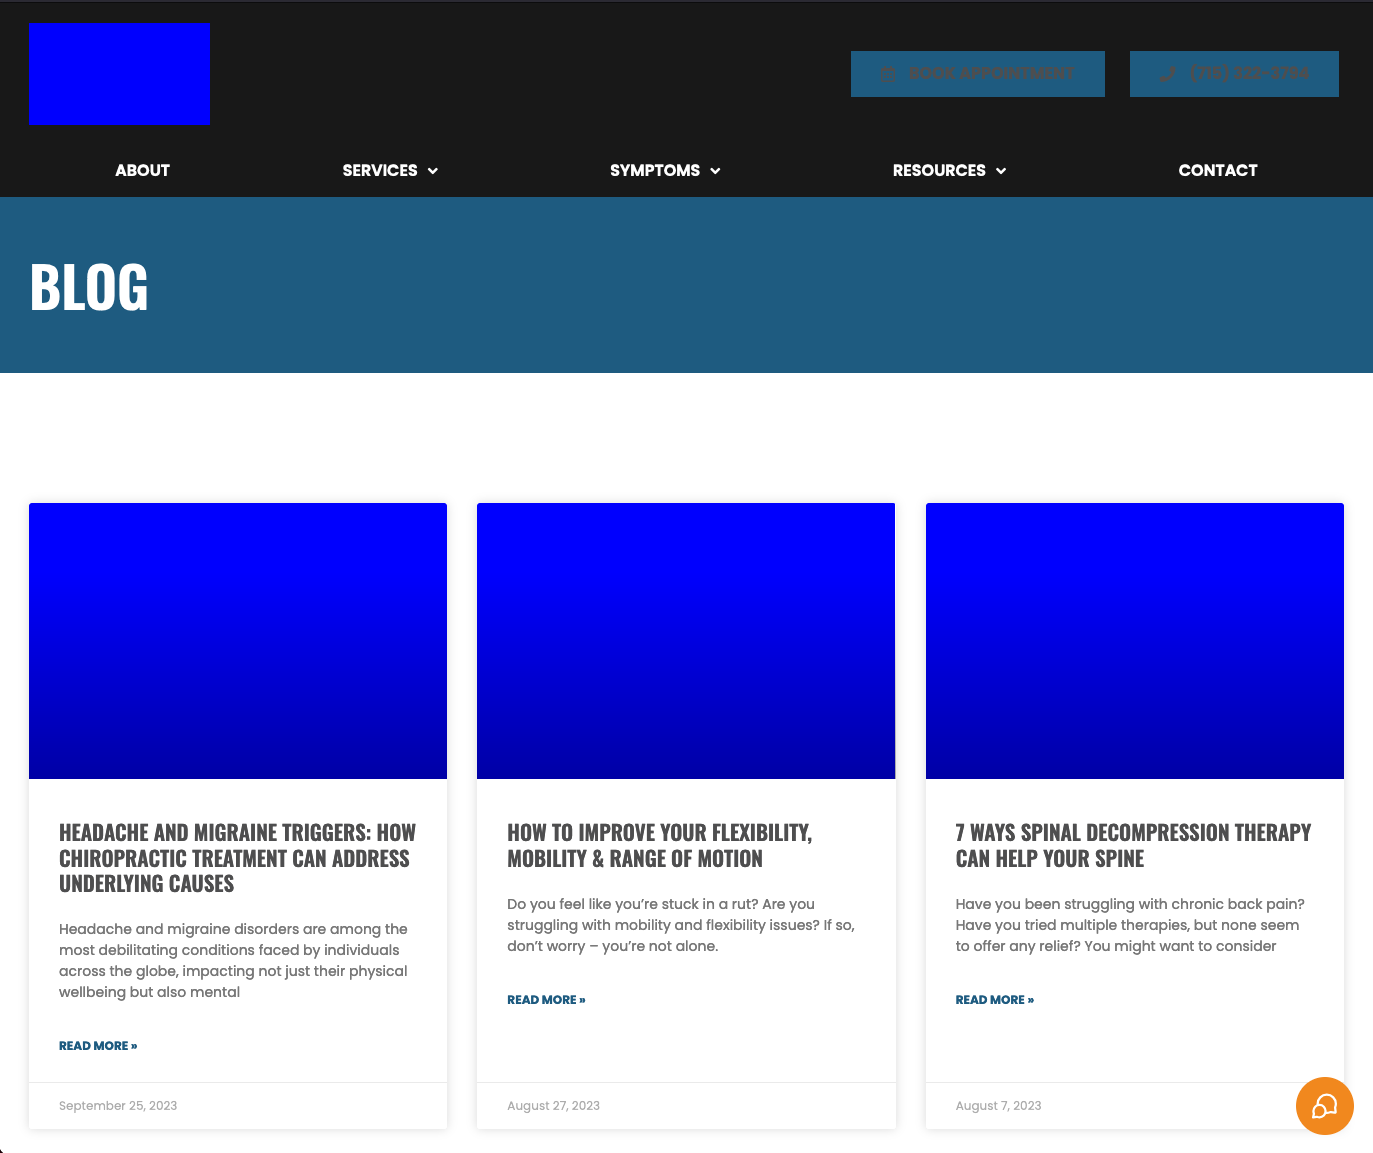 BOOK APPOINTMENT
ABOUT
SERVICES
SYMPTOMS
RESOURCES
CONTACT
BLOG
HEADACHE AND MIGRAINE TRIGGERS: HOW
CHIROPRACTIC TREATMENT CAN ADDRESS
UNDERLYING CAUSES
Headache and migraine disorders are among the
most debilitating conditions faced by individuals
across the globe, impacting not just their physical
wellbeing but also mental
READ MORE »
September 25, 2023
HOW TO IMPROVE YOUR FLEXIBILITY,
MOBILITY & RANGE OF MOTION
Do you feel like you’re stuck in a rut? Are you
struggling with mobility and flexibility issues? If so,
don’t worry – you’re not alone.
READ MORE »
August 27, 2023
7 WAYS SPINAL DECOMPRESSION THERAPY
CAN HELP YOUR SPINE
Have you been struggling with chronic back pain?
Have you tried multiple therapies, but none seem
to offer any relief? You might want to consider
READ MORE »
August 7, 2023